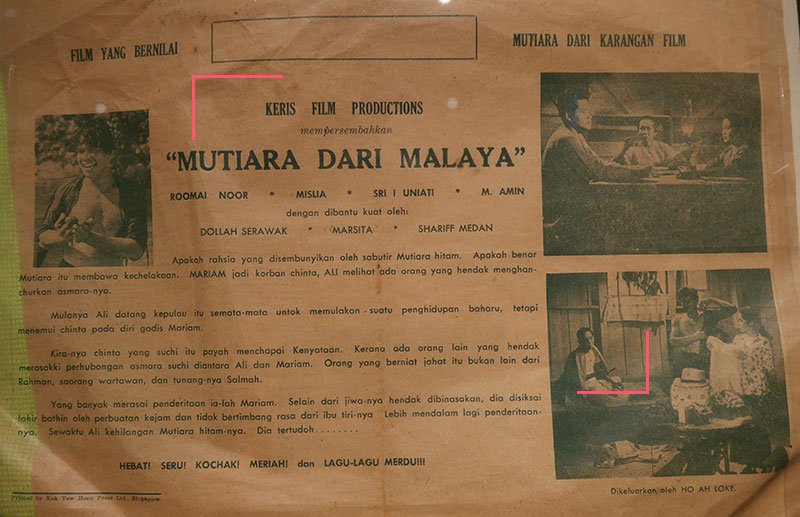 FILM YANG BERNILAI
MUTIARA DARI KARANGAN FILM
KERIS FILM PRODUCTIONS
mempersembahkan
"MUTIARA DARI MALAYA"
ROOMAI NOOR * MISLIA * SRI I UNIATI * M. AMIN
dengan dibantu kuat oleh:
DOLLAH SERAWAK * MARSITA * SHARIFF MEDAN
Apakah rahsia yang disembunyikan oleh sabutir Mutiara hitam. Apakah benar
Mutiara itu membawa kechelakaan. MARIAM jadi korban chinta, ALI melihat ada orang yang hendak menghan-
churkan asmara-nya.
Mulanya Ali datang kepulau itu semata-mata untok memulakan suatu penghidupan baharu, tetapi
menemui chinta pada diri gadis Mariam.
Kira-nya chinta yang suchi itu payah menchapai Kenyataan. Kerana ada orang lain yang hendak
merosakki perhubongan asmara suchi diantara Ali dan Mariam. Orang yang berniat jahat itu bukan lain dari
Rahman, saorang wartawan, dan tunang-nya Salmah.
Yang banyak merasai penderitaan ia-lah Mariam. Selain dari jiwa-nya hendak dibinasakan, dia disiksai
lahir bathin oleh perbuatan kejam dan tidak bertimbang rasa dari ibu tiri-nya Lebih mendalam lagi penderitaan-
nya. Sewaktu Ali kehilangan Mutiara hitam-nya. Dia tertudoh........
HEBAT! SERU! KOCHAK! MERIAH! dan LAGU-LAGU MERDU!!!
Printed by Kok Yew Huan Press Ltd., Singapore.
Dikeluarkan oleh HO AH LOKE.